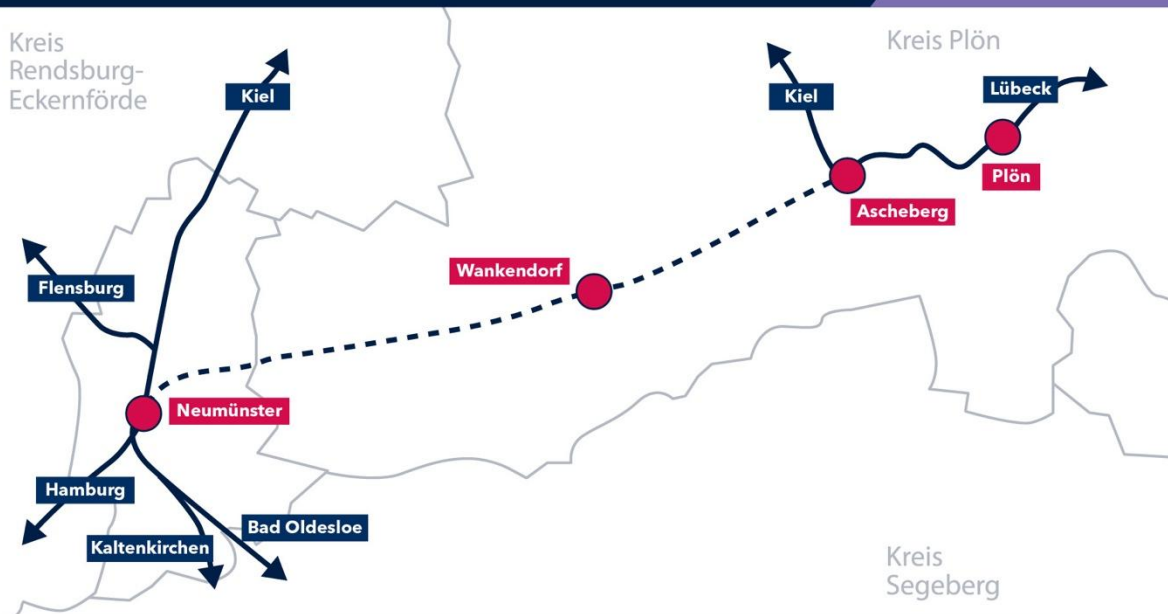 Kreis
Rendsburg-
Eckernförde
Kiel
Kreis Plön
Kiel
Lübeck
Plön
Ascheberg
Wankendorf
Flensburg
Neumünster
Hamburg
Bad Oldesloe
Kaltenkirchen
Kreis
Segeberg